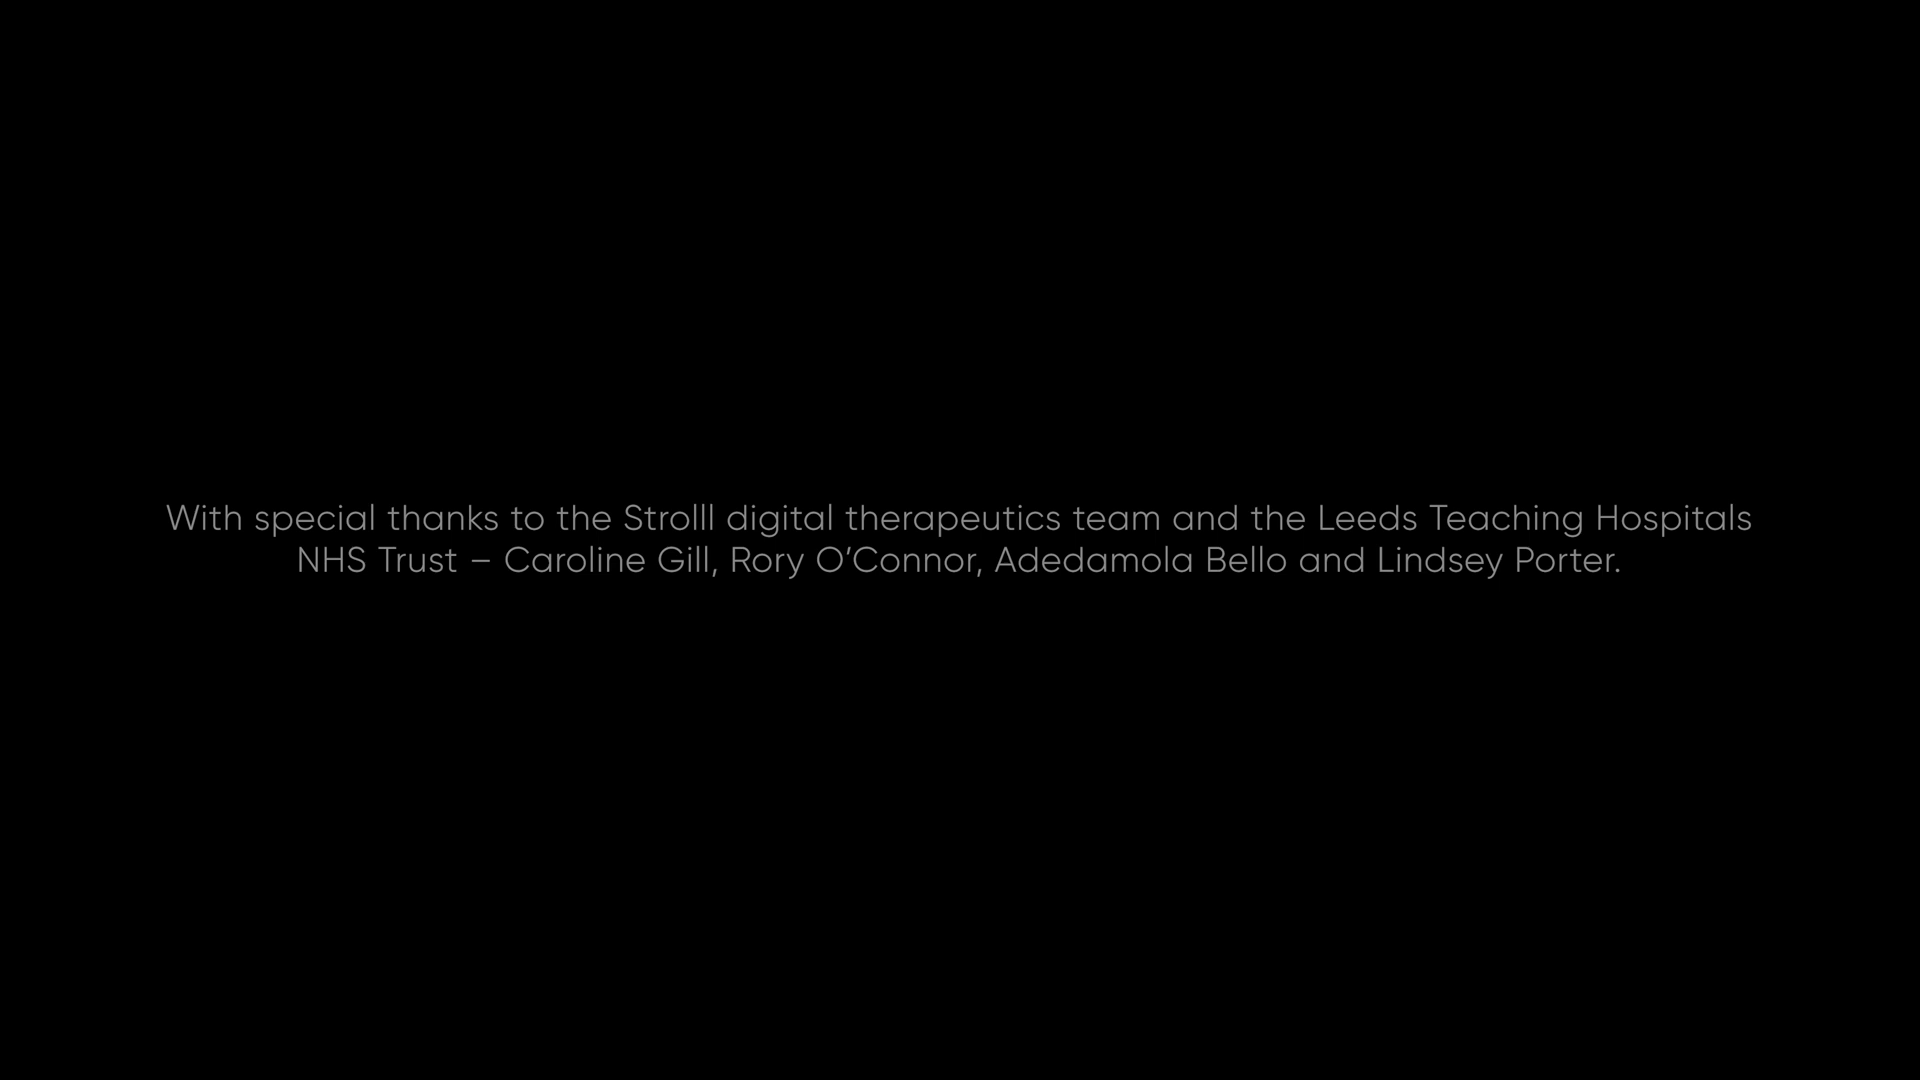 With special thanks to the Strolll digital therapeutics team and the Leeds Teaching Hospitals
NHS Trust – Caroline Gill, Rory O’Connor, Adedamola Bello and Lindsey Porter.